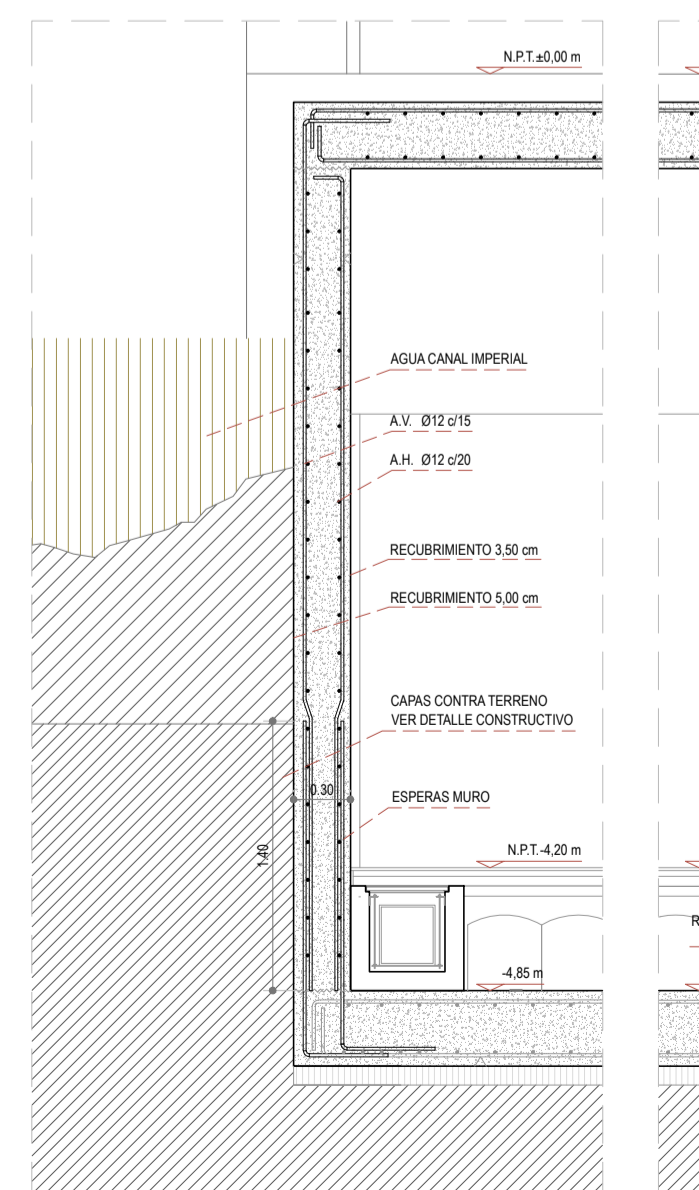 N.P.T.±0,00 m
AGUA CANAL IMPERIAL
A.V. Ø12 c/15
A.H. Ø12 c/20
RECUBRIMIENTO 3,50 cm
RECUBRIMIENTO 5,00 cm
CAPAS CONTRA TERRENO
VER DETALLE CONSTRUCTIVO
0.30
ESPERAS MURO
1.40
N.P.T.-4,20 m
R
-4,85 m